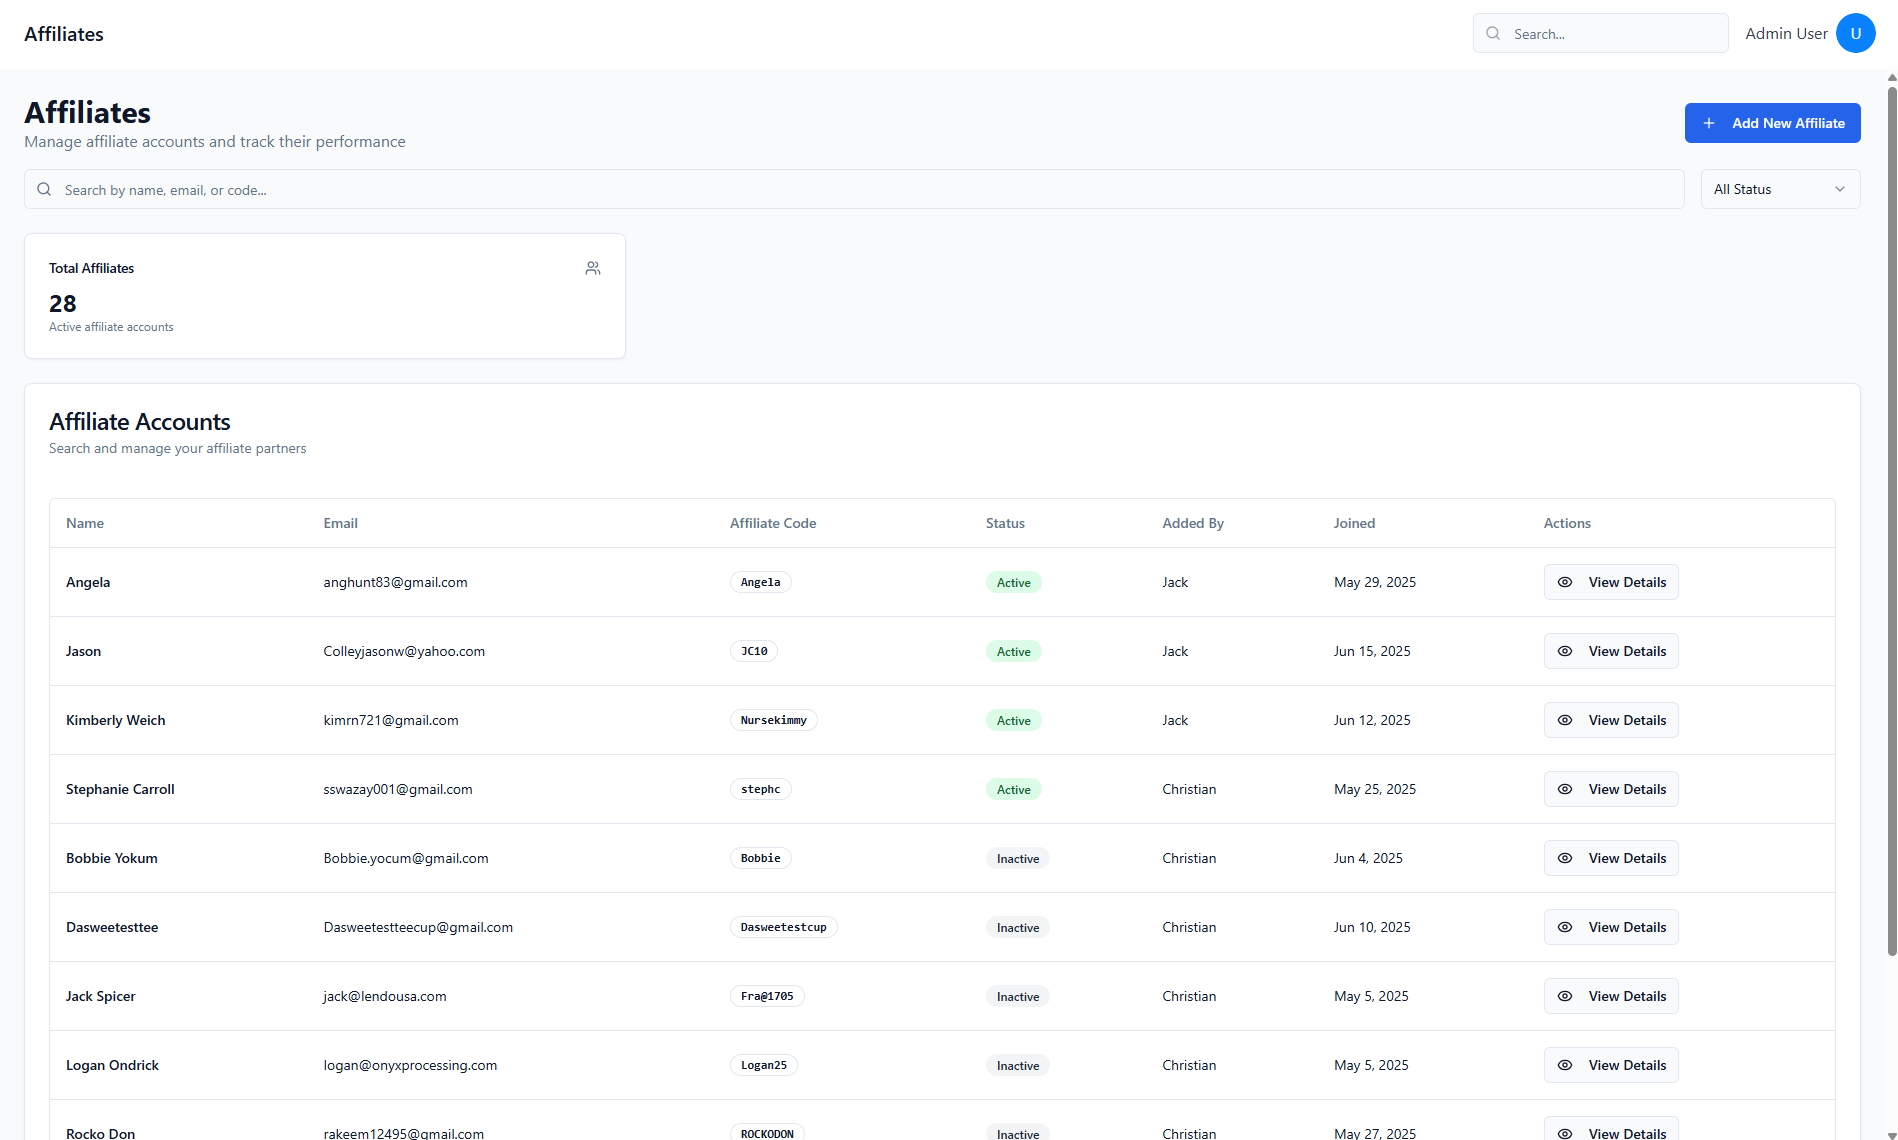 Affiliates
Search...
Admin User
U
Affiliates
Manage affiliate accounts and track their performance
Add New Affiliate
Search by name, email, or code...
All Status
Total Affiliates
28
Active affiliate accounts
Affiliate Accounts
Search and manage your affiliate partners
Name Email Affiliate Code Status Added By Joined Actions
Angela anghunt83@gmail.com Angela Active Jack May 29, 2025 View Details
Jason Colleyjasonw@yahoo.com JC10 Active Jack Jun 15, 2025 View Details
Kimberly Weich kimrn721@gmail.com Nursekimmy Active Jack Jun 12, 2025 View Details
Stephanie Carroll sswazay001@gmail.com stephc Active Christian May 25, 2025 View Details
Bobbie Yokum Bobbie.yocum@gmail.com Bobbie Inactive Christian Jun 4, 2025 View Details
Dasweetesttee Dasweetestteecup@gmail.com Dasweetestcup Inactive Christian Jun 10, 2025 View Details
Jack Spicer jack@lendousa.com Fra@1705 Inactive Christian May 5, 2025 View Details
Logan Ondrick logan@onyxprocessing.com Logan25 Inactive Christian May 5, 2025 View Details
Rocko Don rakeem12495@gmail.com ROCKODON Inactive Christian May 27, 2025 View Details